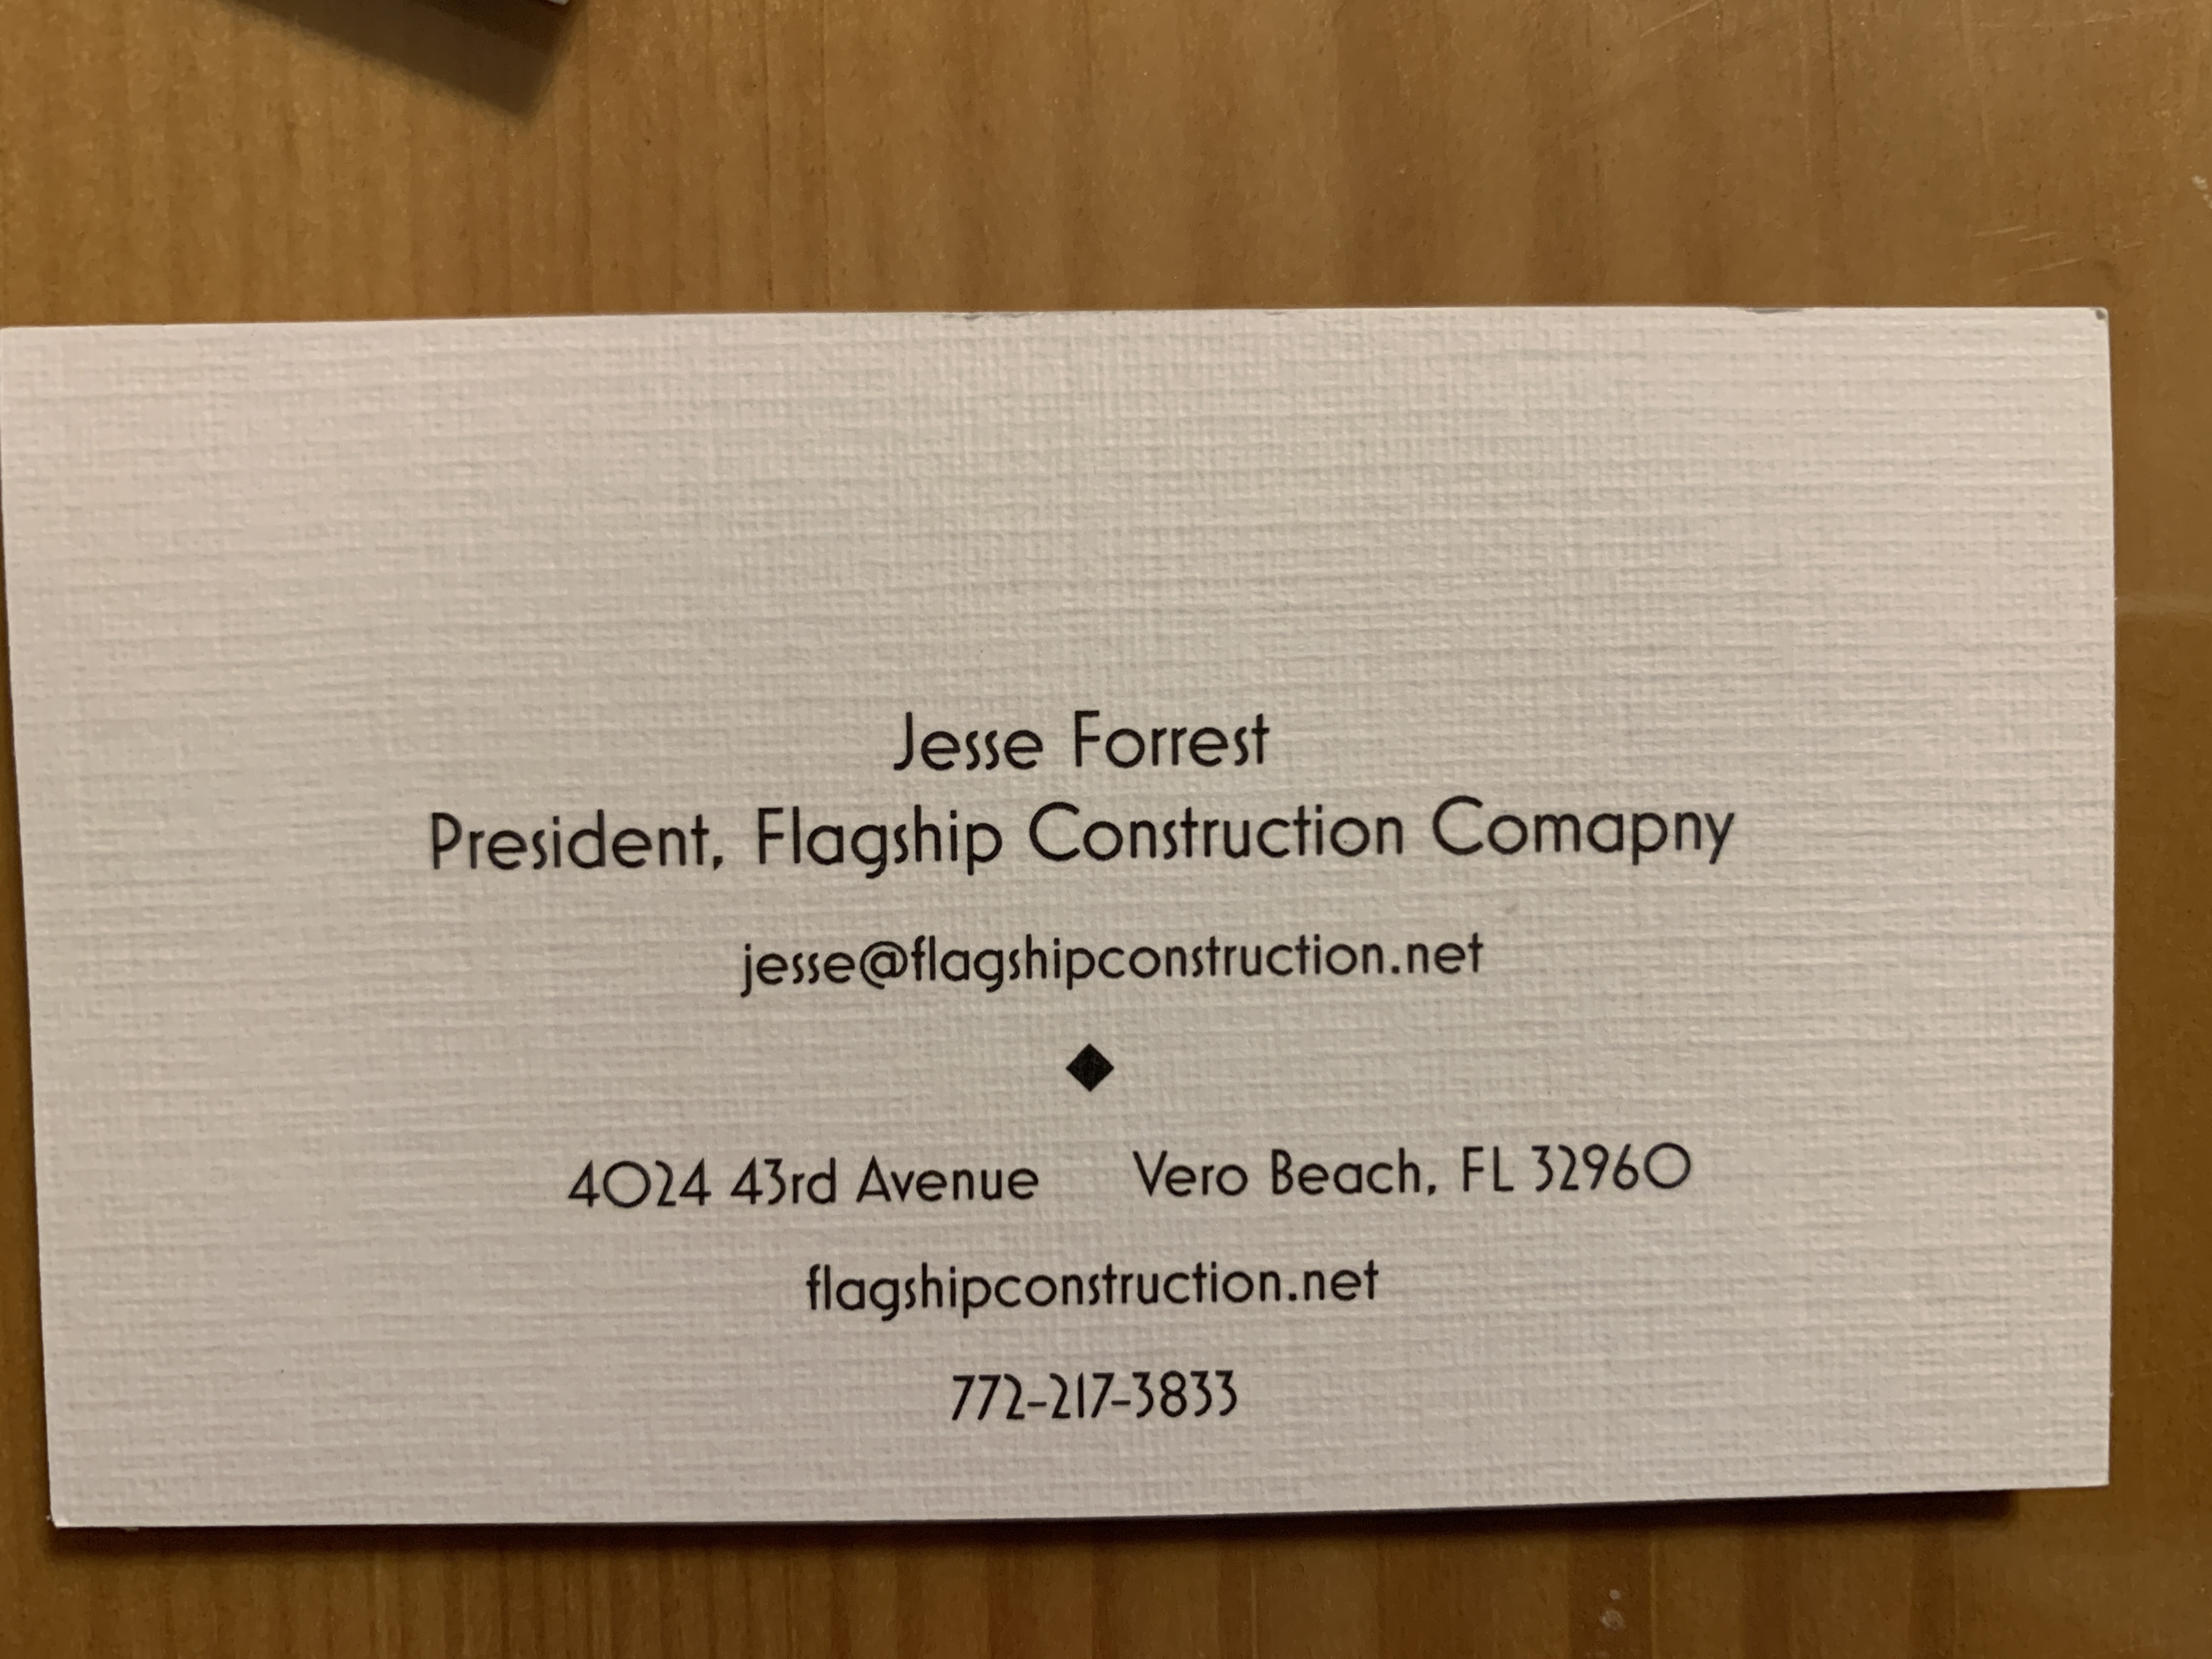 Jesse Forrest
President, Flagship Construction Comapny
jesse@flagshipconstruction.net
4024 43rd Avenue Vero Beach, FL 32960
flagshipconstruction.net
772-217-3833